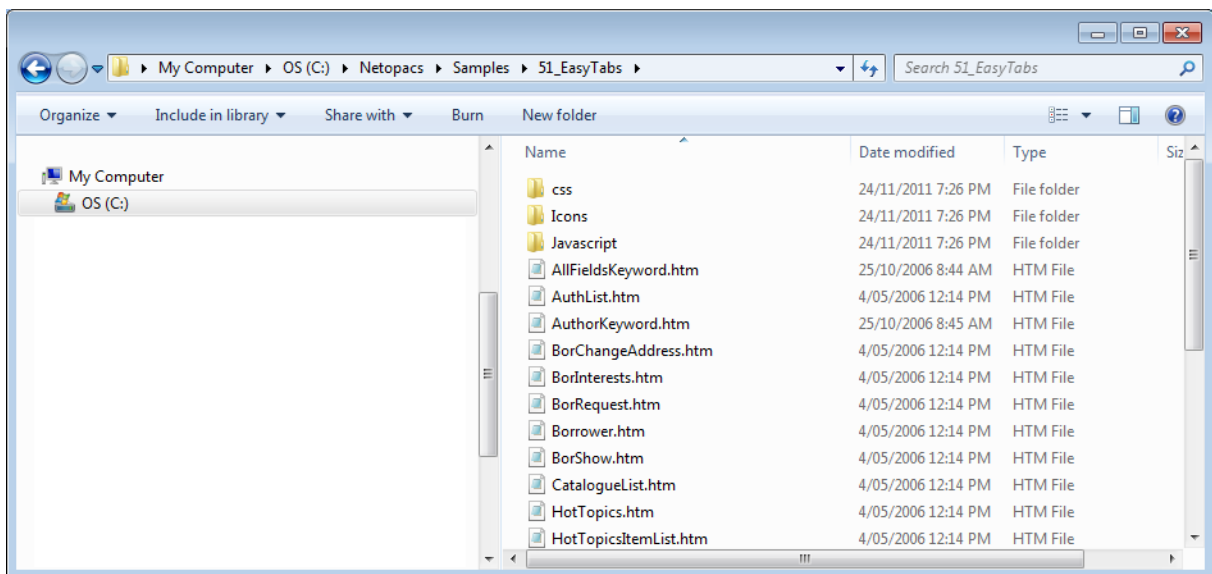 My Computer ▸ OS (C:) ▸ Netopacs ▸ Samples ▸ 51_EasyTabs ▸ Search 51_EasyTabs
Organize Include in library Share with Burn New folder
My Computer
OS (C:)
Name Date modified Type Siz
css 24/11/2011 7:26 PM File folder
Icons 24/11/2011 7:26 PM File folder
Javascript 24/11/2011 7:26 PM File folder
AllFieldsKeyword.htm 25/10/2006 8:44 AM HTM File
AuthList.htm 4/05/2006 12:14 PM HTM File
AuthorKeyword.htm 25/10/2006 8:45 AM HTM File
BorChangeAddress.htm 4/05/2006 12:14 PM HTM File
BorInterests.htm 4/05/2006 12:14 PM HTM File
BorRequest.htm 4/05/2006 12:14 PM HTM File
Borrower.htm 4/05/2006 12:14 PM HTM File
BorShow.htm 4/05/2006 12:14 PM HTM File
CatalogueList.htm 4/05/2006 12:14 PM HTM File
HotTopics.htm 4/05/2006 12:14 PM HTM File
HotTopicsItemList.htm 4/05/2006 12:14 PM HTM File